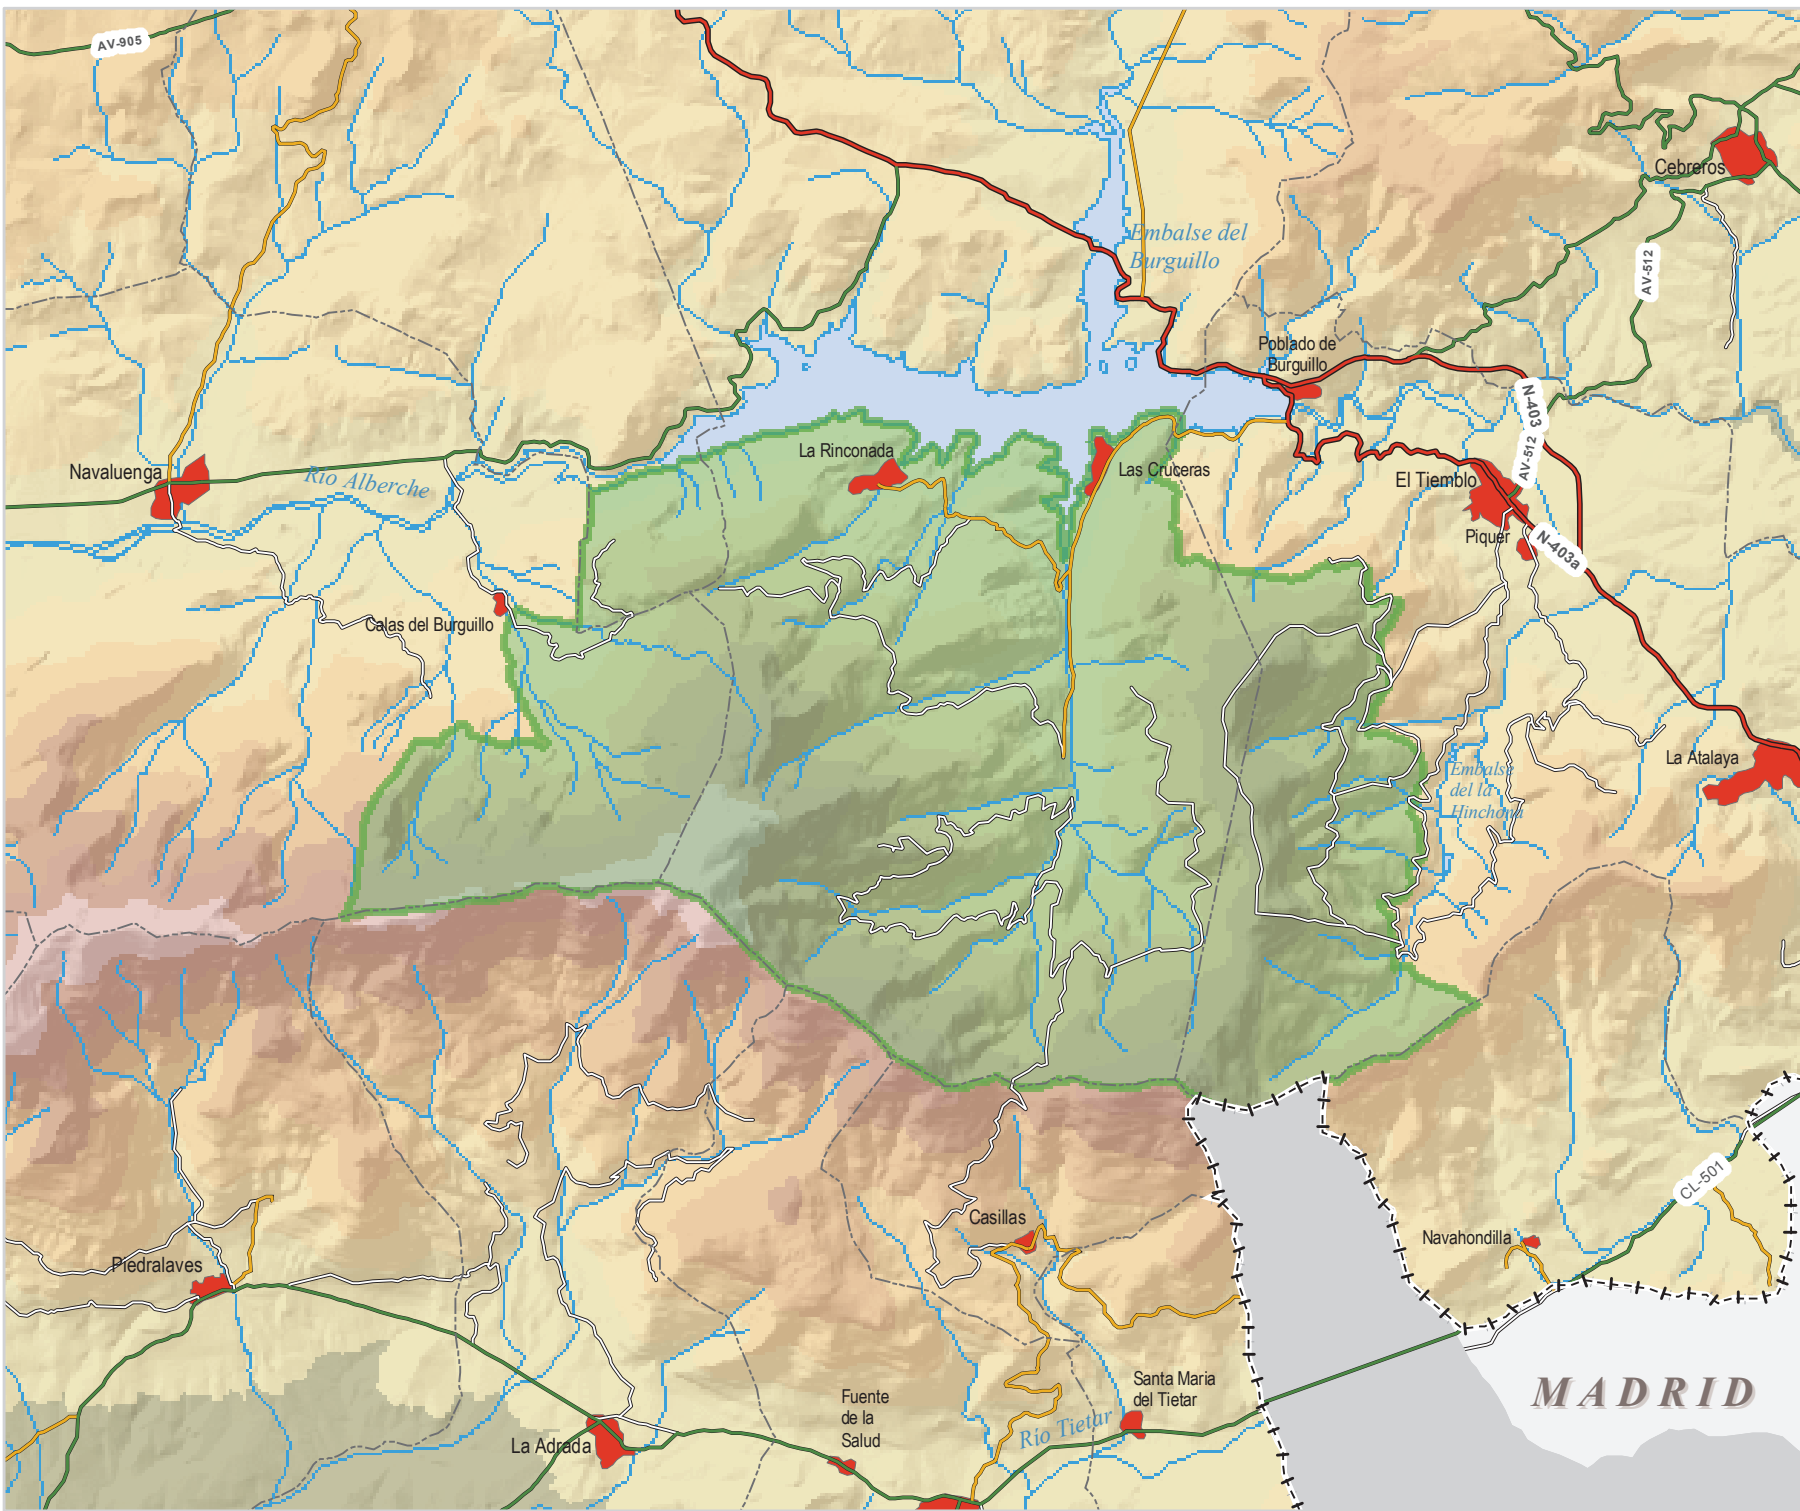 AV-905
Cebreros
Embalse del
Burguillo
AV-512
Poblado de
Burguillo
N-403
AV-512
La Rinconada
Las Cruceras
El Tiemblo
Navaluenga
Río Alberche
Piquer
N-403a
Calas del Burguillo
La Atalaya
Embalse
del la
Hinchona
CL-501
Casillas
Navahondilla
Piedralaves
Santa Maria
del Tietar
MADRID
Fuente
de la
Salud
Río Tietar
La Adrada